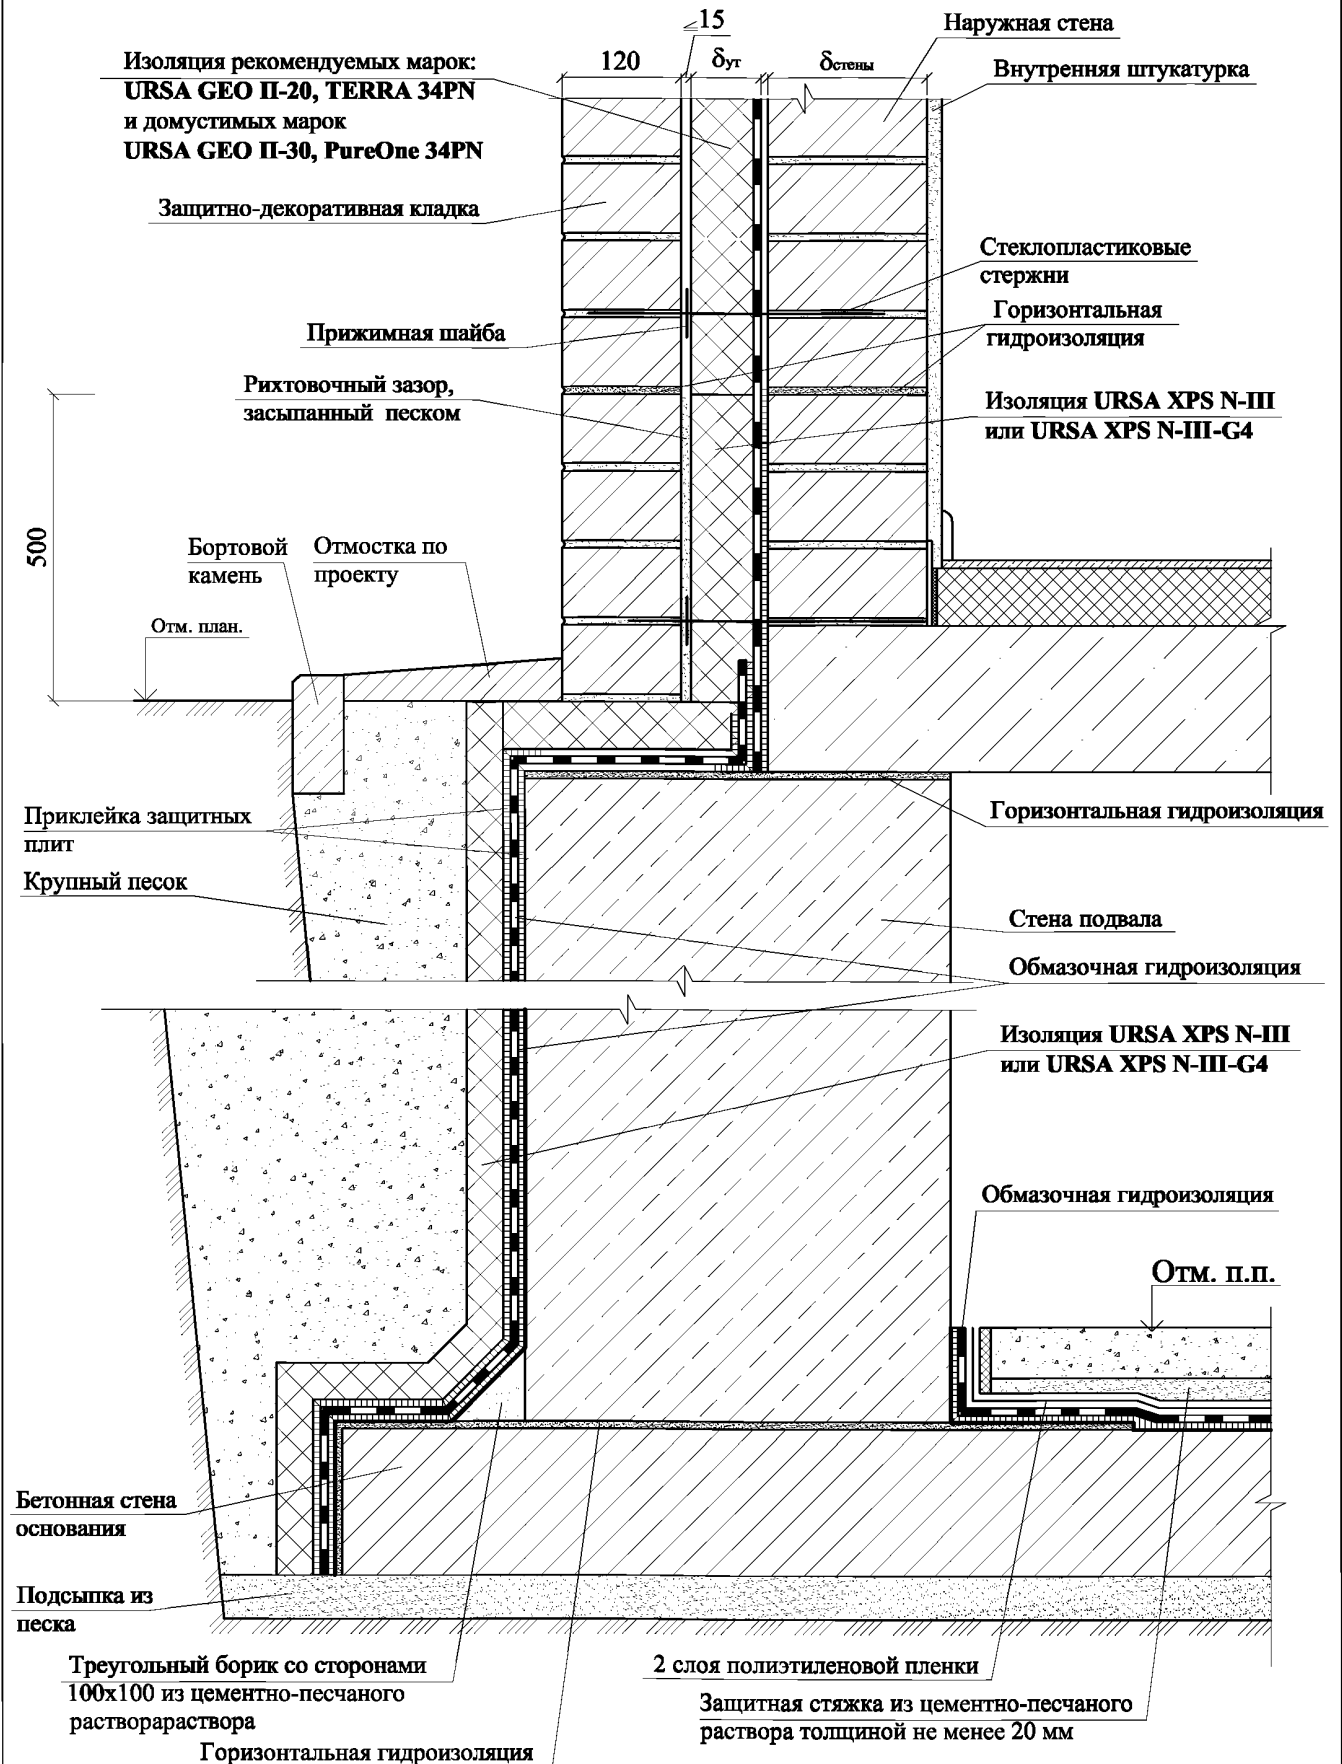 ≤15
Наружная стена
Изоляция рекомендуемых марок:
URSA GEO П-20, TERRA 34PN
и домустимых марок
URSA GEO П-30, PureOne 34PN
120
δут
δстены
Внутренняя штукатурка
Защитно-декоративная кладка
Стеклопластиковые
стержни
Прижимная шайба
Горизонтальная
гидроизоляция
Рихтовочный зазор,
засыпанный песком
Изоляция URSA XPS N-III
или URSA XPS N-III-G4
500
Бортовой
камень
Отмостка по
проекту
Отм. план.
Приклейка защитных
плит
Горизонтальная гидроизоляция
Крупный песок
Стена подвала
Обмазочная гидроизоляция
Изоляция URSA XPS N-III
или URSA XPS N-III-G4
Обмазочная гидроизоляция
Отм. п.п.
Бетонная стена
основания
Подсыпка из
песка
Треугольный борик со сторонами
100х100 из цементно-песчаного
растворараствора
2 слоя полиэтиленовой пленки
Защитная стяжка из цементно-песчаного
раствора толщиной не менее 20 мм
Горизонтальная гидроизоляция